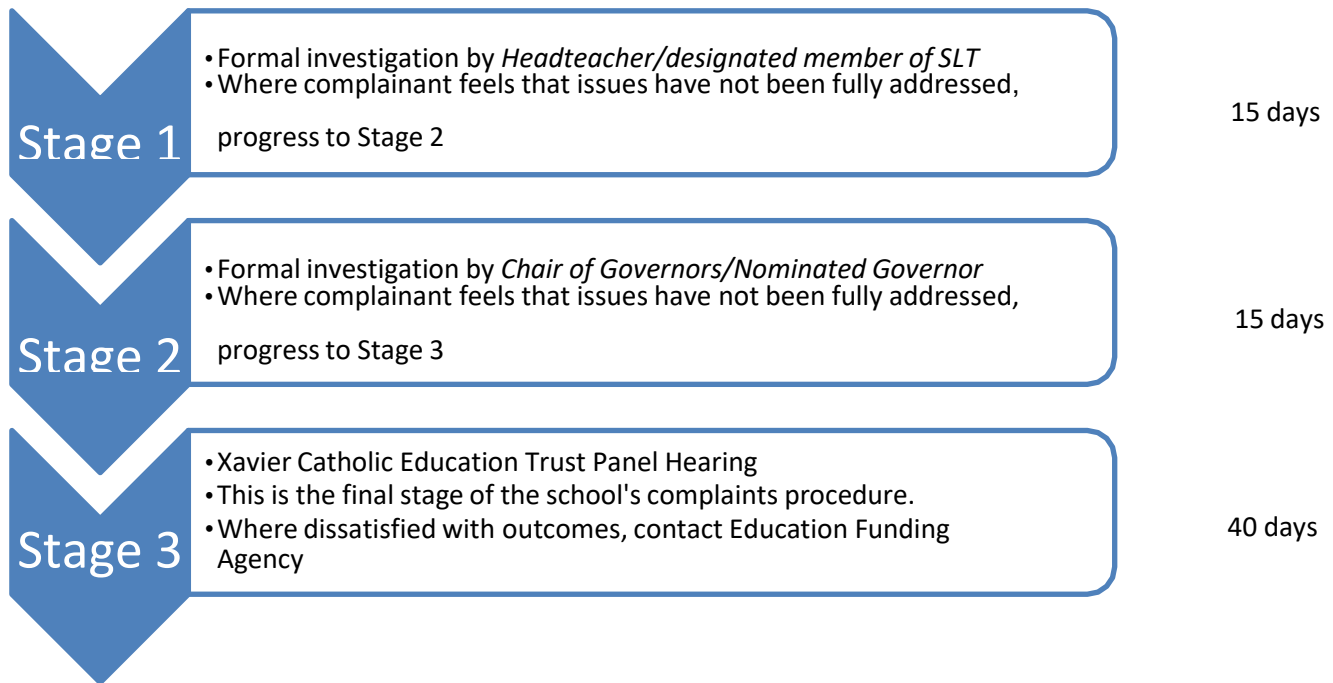 Stage 1
• Formal investigation by Headteacher/designated member of SLT
• Where complainant feels that issues have not been fully addressed,
progress to Stage 2
15 days
Stage 2
• Formal investigation by Chair of Governors/Nominated Governor
• Where complainant feels that issues have not been fully addressed,
progress to Stage 3
15 days
Stage 3
• Xavier Catholic Education Trust Panel Hearing
• This is the final stage of the school's complaints procedure.
• Where dissatisfied with outcomes, contact Education Funding
Agency
40 days